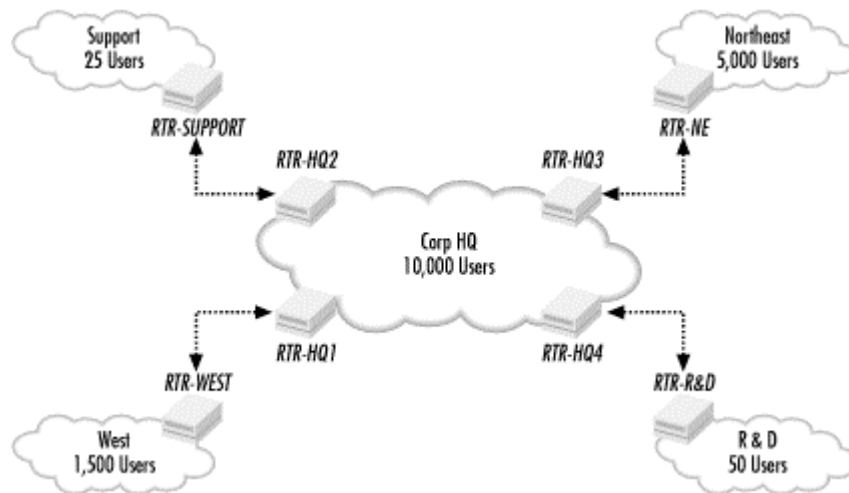 Support
25 Users
Northeast
5,000 Users
RTR-SUPPORT
RTR-NE
RTR-HQ2
RTR-HQ3
Corp HQ
10,000 Users
RTR-HQ1
RTR-HQ4
RTR-WEST
RTR-R&D
West
1,500 Users
R & D
50 Users